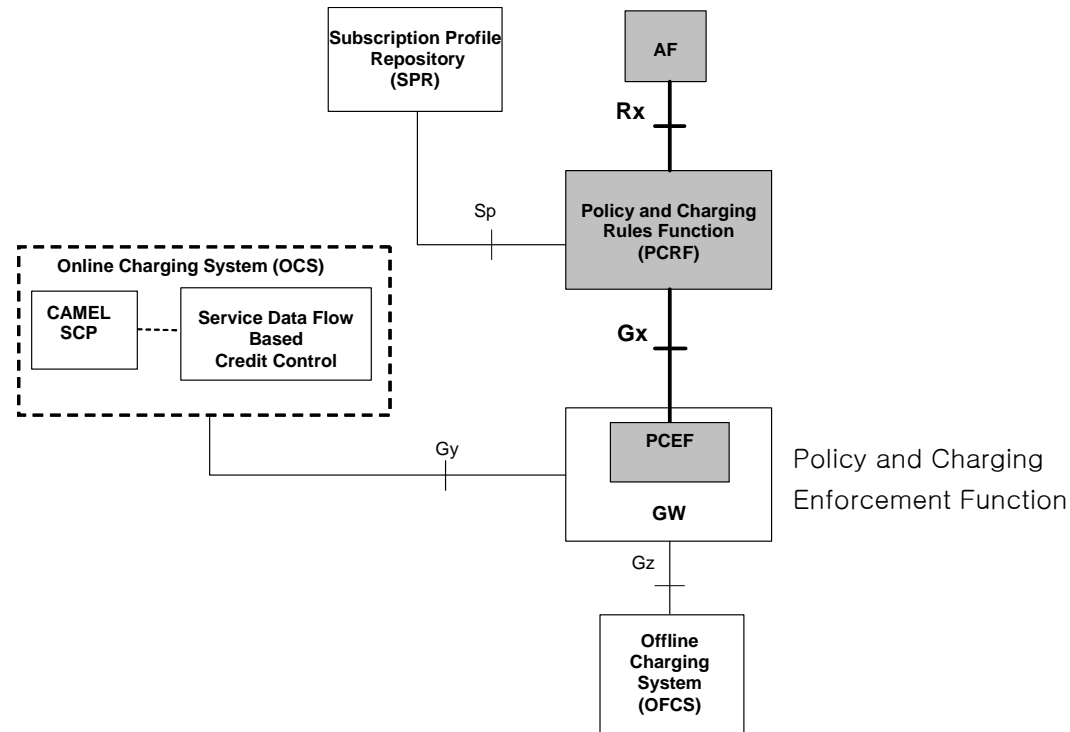 Subscription Profile
Repository
(SPR)
AF
Rx
Policy and Charging
Rules Function
(PCRF)
Sp
Online Charging System (OCS)
CAMEL
SCP
Service Data Flow
Based
Credit Control
Gx
PCEF
GW
Gy
Policy and Charging
Enforcement Function
Gz
Offline
Charging
System
(OFCS)